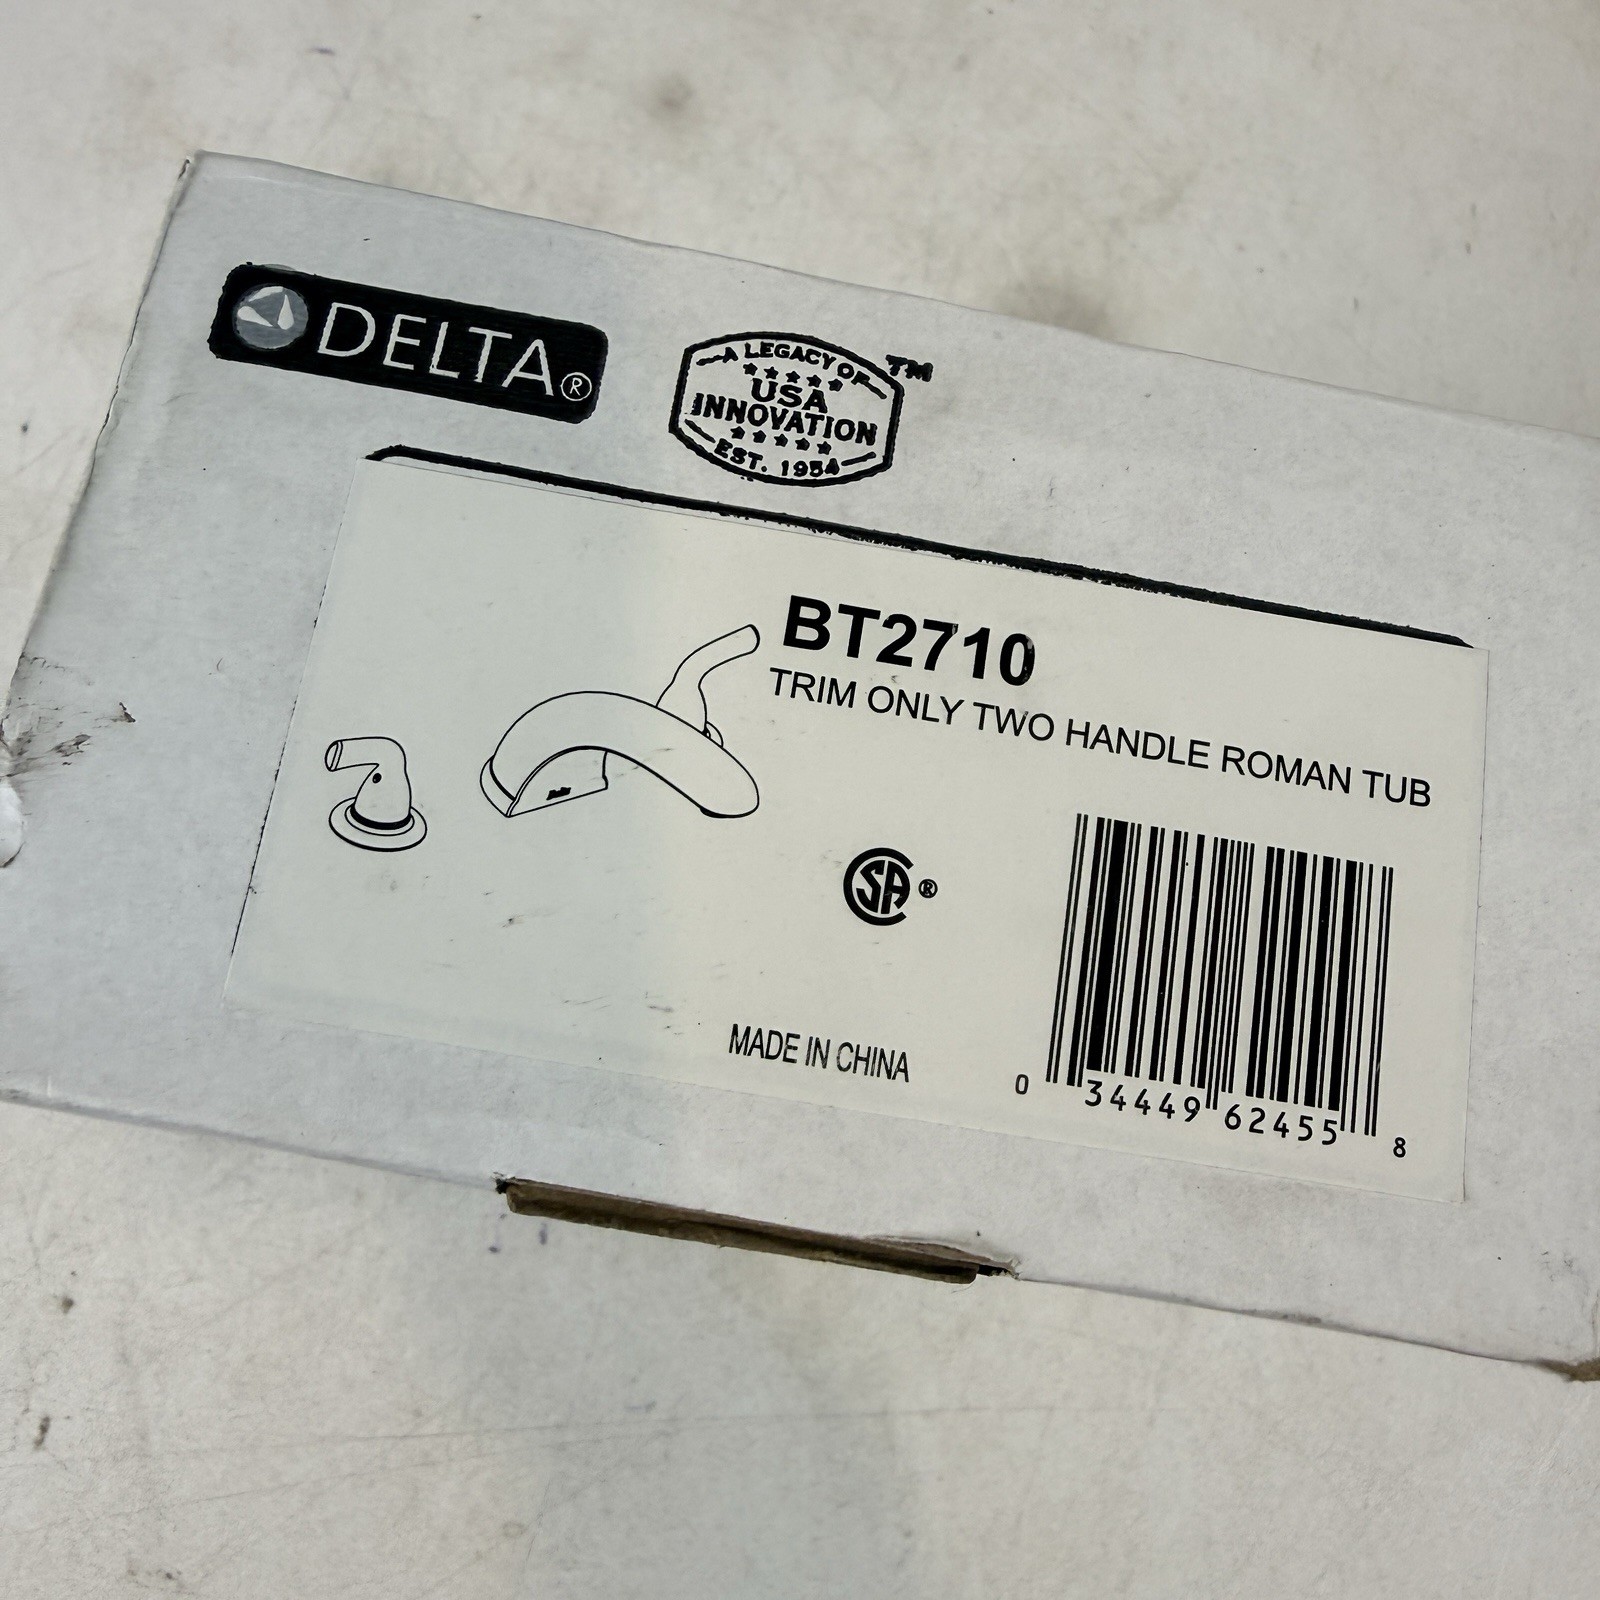 DELTA®
A LEGACY OF
USA
INNOVATION
EST. 1954
TM
BT2710
TRIM ONLY TWO HANDLE ROMAN TUB
CSA®
MADE IN CHINA
0 34449 62455 8